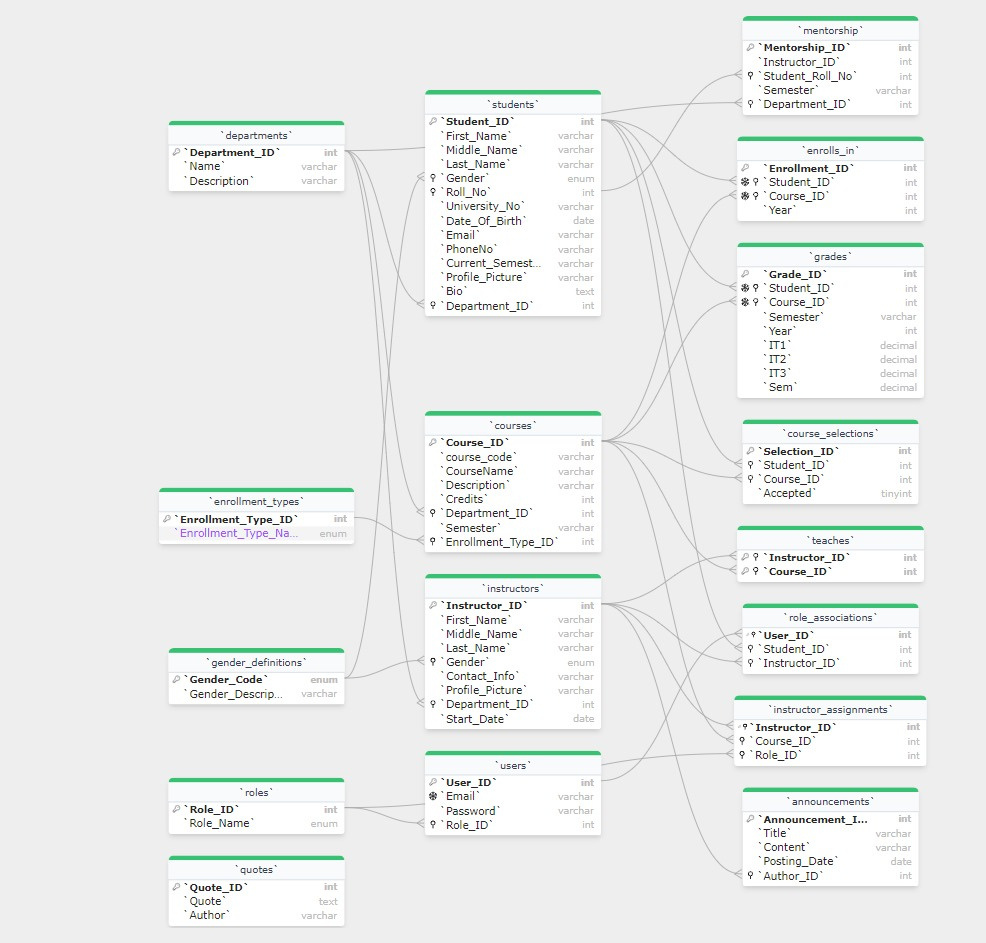 `departments`
`Department_ID` int
`Name` varchar
`Description` varchar
`enrollment_types`
`Enrollment_Type_ID` int
`Enrollment_Type_Na... enum
`gender_definitions`
`Gender_Code` enum
`Gender_Descrip... varchar
`roles`
`Role_ID` int
`Role_Name` enum
`quotes`
`Quote_ID` int
`Quote` text
`Author` varchar
`students`
`Student_ID` int
`First_Name` varchar
`Middle_Name` varchar
`Last_Name` varchar
`Gender` enum
`Roll_No` int
`University_No` varchar
`Date_Of_Birth` date
`Email` varchar
`PhoneNo` varchar
`Current_Semest... varchar
`Profile_Picture` varchar
`Bio` text
`Department_ID` int
`courses`
`Course_ID` int
`course_code` varchar
`CourseName` varchar
`Description` varchar
`Credits` int
`Department_ID` int
`Semester` varchar
`Enrollment_Type_ID` int
`instructors`
`Instructor_ID` int
`First_Name` varchar
`Middle_Name` varchar
`Last_Name` varchar
`Gender` enum
`Contact_Info` varchar
`Profile_Picture` varchar
`Department_ID` int
`Start_Date` date
`users`
`User_ID` int
`Email` varchar
`Password` varchar
`Role_ID` int
`mentorship`
`Mentorship_ID` int
`Instructor_ID` int
`Student_Roll_No` int
`Semester` varchar
`Department_ID` int
`enrolls_in`
`Enrollment_ID` int
`Student_ID` int
`Course_ID` int
`Year` int
`grades`
`Grade_ID` int
`Student_ID` int
`Course_ID` int
`Semester` varchar
`Year` int
`IT1` decimal
`IT2` decimal
`IT3` decimal
`Sem` decimal
`course_selections`
`Selection_ID` int
`Student_ID` int
`Course_ID` int
`Accepted` tinyint
`teaches`
`Instructor_ID` int
`Course_ID` int
`role_associations`
`User_ID` int
`Student_ID` int
`Instructor_ID` int
`instructor_assignments`
`Instructor_ID` int
`Course_ID` int
`Role_ID` int
`announcements`
`Announcement_I... int
`Title` varchar
`Content` varchar
`Posting_Date` date
`Author_ID` int